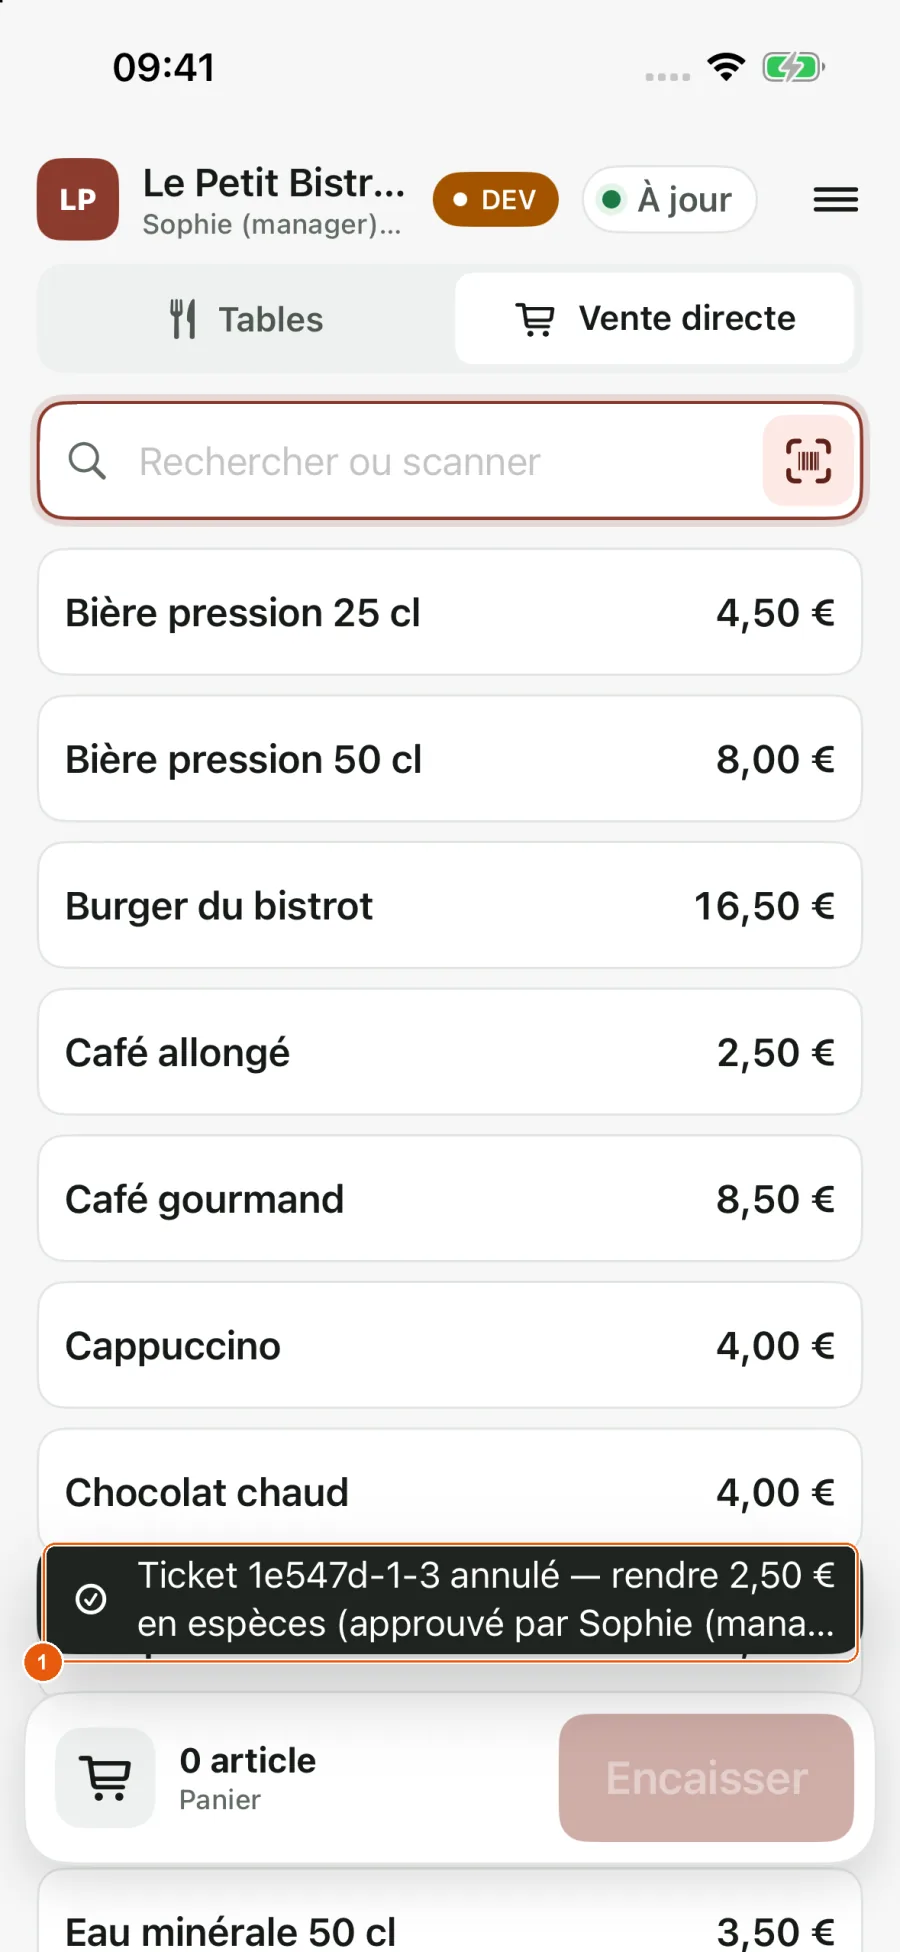 09:41
LP
Le Petit Bistr...
Sophie (manager)...
DEV
À jour
Tables
Vente directe
Rechercher ou scanner
Bière pression 25 cl
4,50 €
Bière pression 50 cl
8,00 €
Burger du bistrot
16,50 €
Café allongé
2,50 €
Café gourmand
8,50 €
Cappuccino
4,00 €
Chocolat chaud
4,00 €
Ticket 1e547d-1-3 annulé — rendre 2,50 €
en espèces (approuvé par Sophie (mana...
1
0 article
Panier
Encaisser
Eau minérale 50 cl
3,50 €